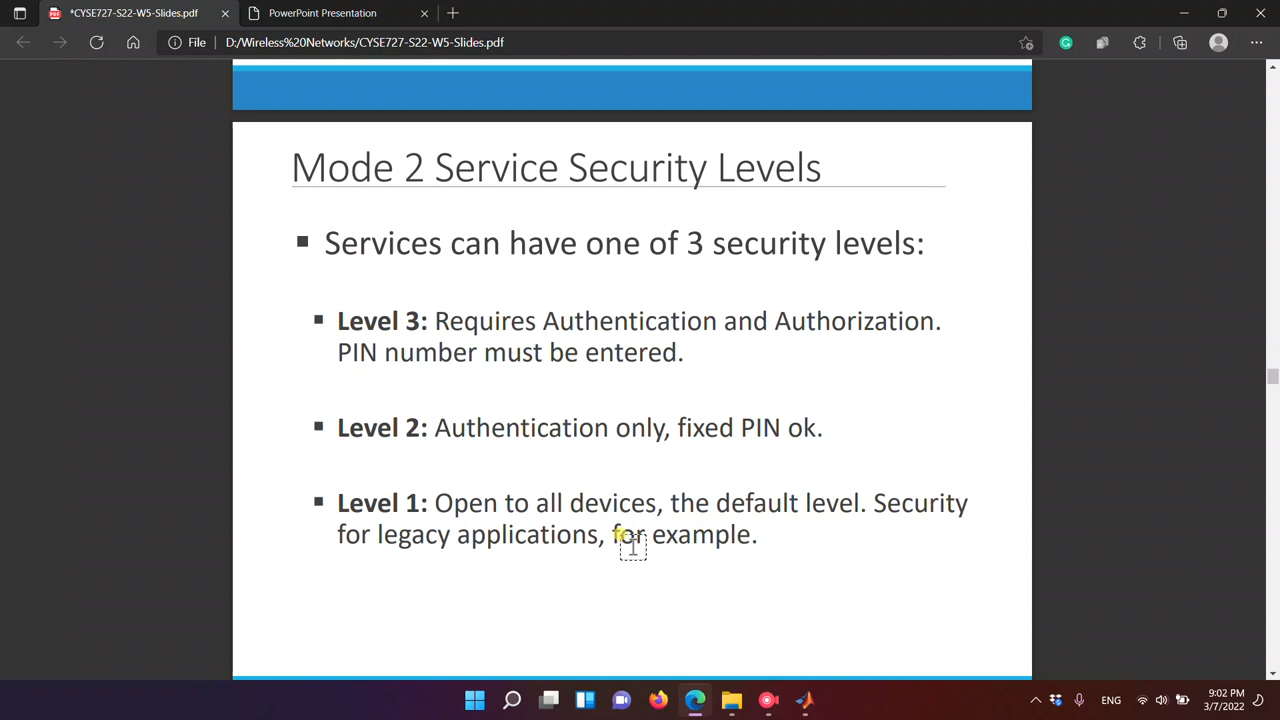 *CYSE727-S22-W5-Slides.pdf
PowerPoint Presentation
File
D:/Wireless%20Networks/CYSE727-S22-W5-Slides.pdf
Mode 2 Service Security Levels
▪ Services can have one of 3 security levels:
▪ Level 3: Requires Authentication and Authorization.
PIN number must be entered.
▪ Level 2: Authentication only, fixed PIN ok.
▪ Level 1: Open to all devices, the default level. Security
for legacy applications, for example.
ENG
9:02 PM
3/7/2022